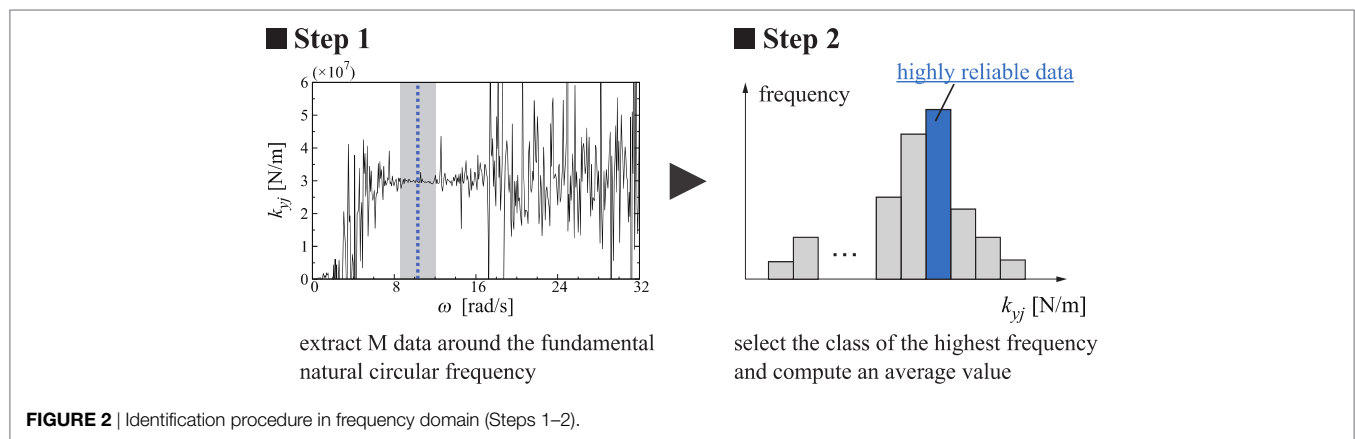 ■ Step 1
(×10⁷)
6
5
4
3
2
1
0
k_yj [N/m]
0 8 16 24 32
ω [rad/s]
extract M data around the fundamental
natural circular frequency
■ Step 2
highly reliable data
frequency
...
k_yj [N/m]
select the class of the highest frequency
and compute an average value
FIGURE 2 | Identification procedure in frequency domain (Steps 1–2).